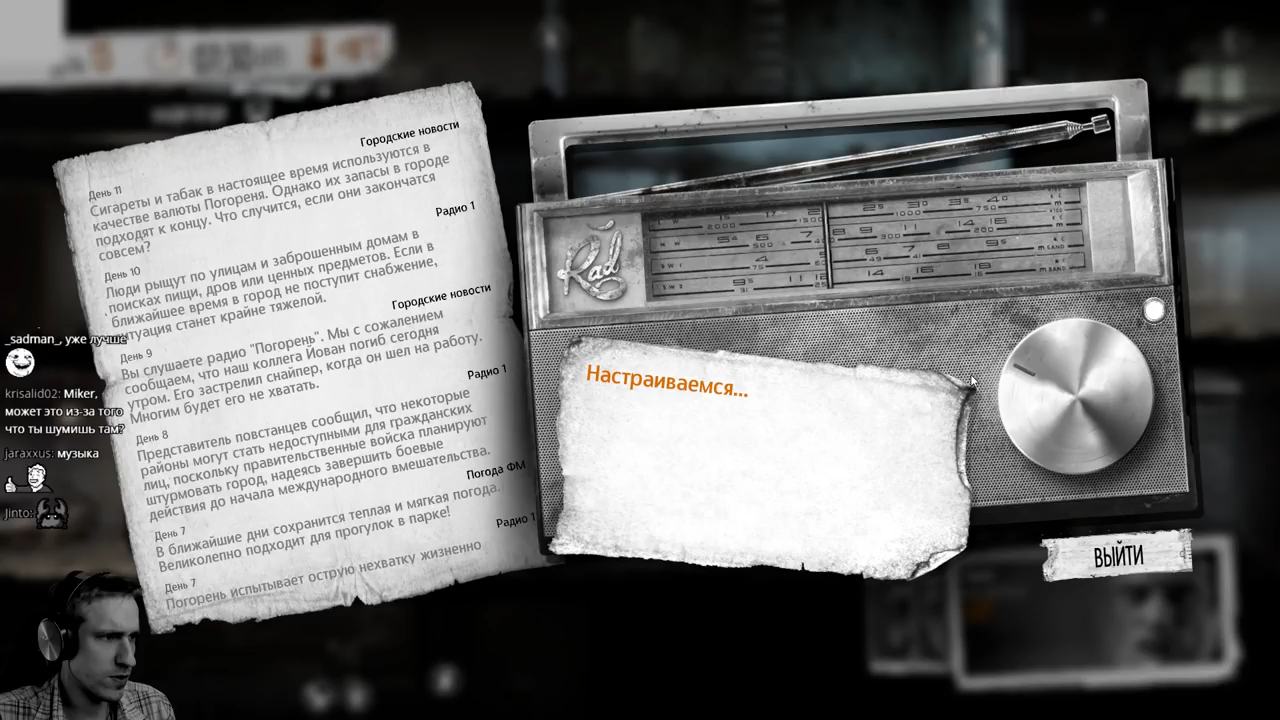 Городские новости
День 11
Сигареты и табак в настоящее время используются в
качестве валюты Погореня. Однако их запасы в городе
подходят к концу. Что случится, если они закончатся
совсем?
Радио 1
День 10
Люди рыщут по улицам и заброшенным домам в
поисках пищи, дров или ценных предметов. Если в
ближайшее время в город не поступит снабжение,
ситуация станет крайне тяжелой.
Городские новости
День 9
Вы слушаете радио "Погорень". Мы с сожалением
сообщаем, что наш коллега Йован погиб сегодня
утром. Его застрелил снайпер, когда он шел на работу.
Многим будет его не хватать.
Радио 1
День 8
Представитель повстанцев сообщил, что некоторые
районы могут стать недоступными для гражданских
лиц, поскольку правительственные войска планируют
штурмовать город, надеясь завершить боевые
действия до начала международного вмешательства.
Погода ФМ
День 7
В ближайшие дни сохранится теплая и мягкая погода.
Великолепно подходит для прогулок в парке!
Радио 1
День 7
Погорень испытывает острую нехватку жизненно
_sadman_, уже лучше
krisalid02: Miker,
может это из-за того
что ты шумишь там?
jaraxxus: музыка
Jinto:
Rad
Настраиваемся...
ВЫЙТИ